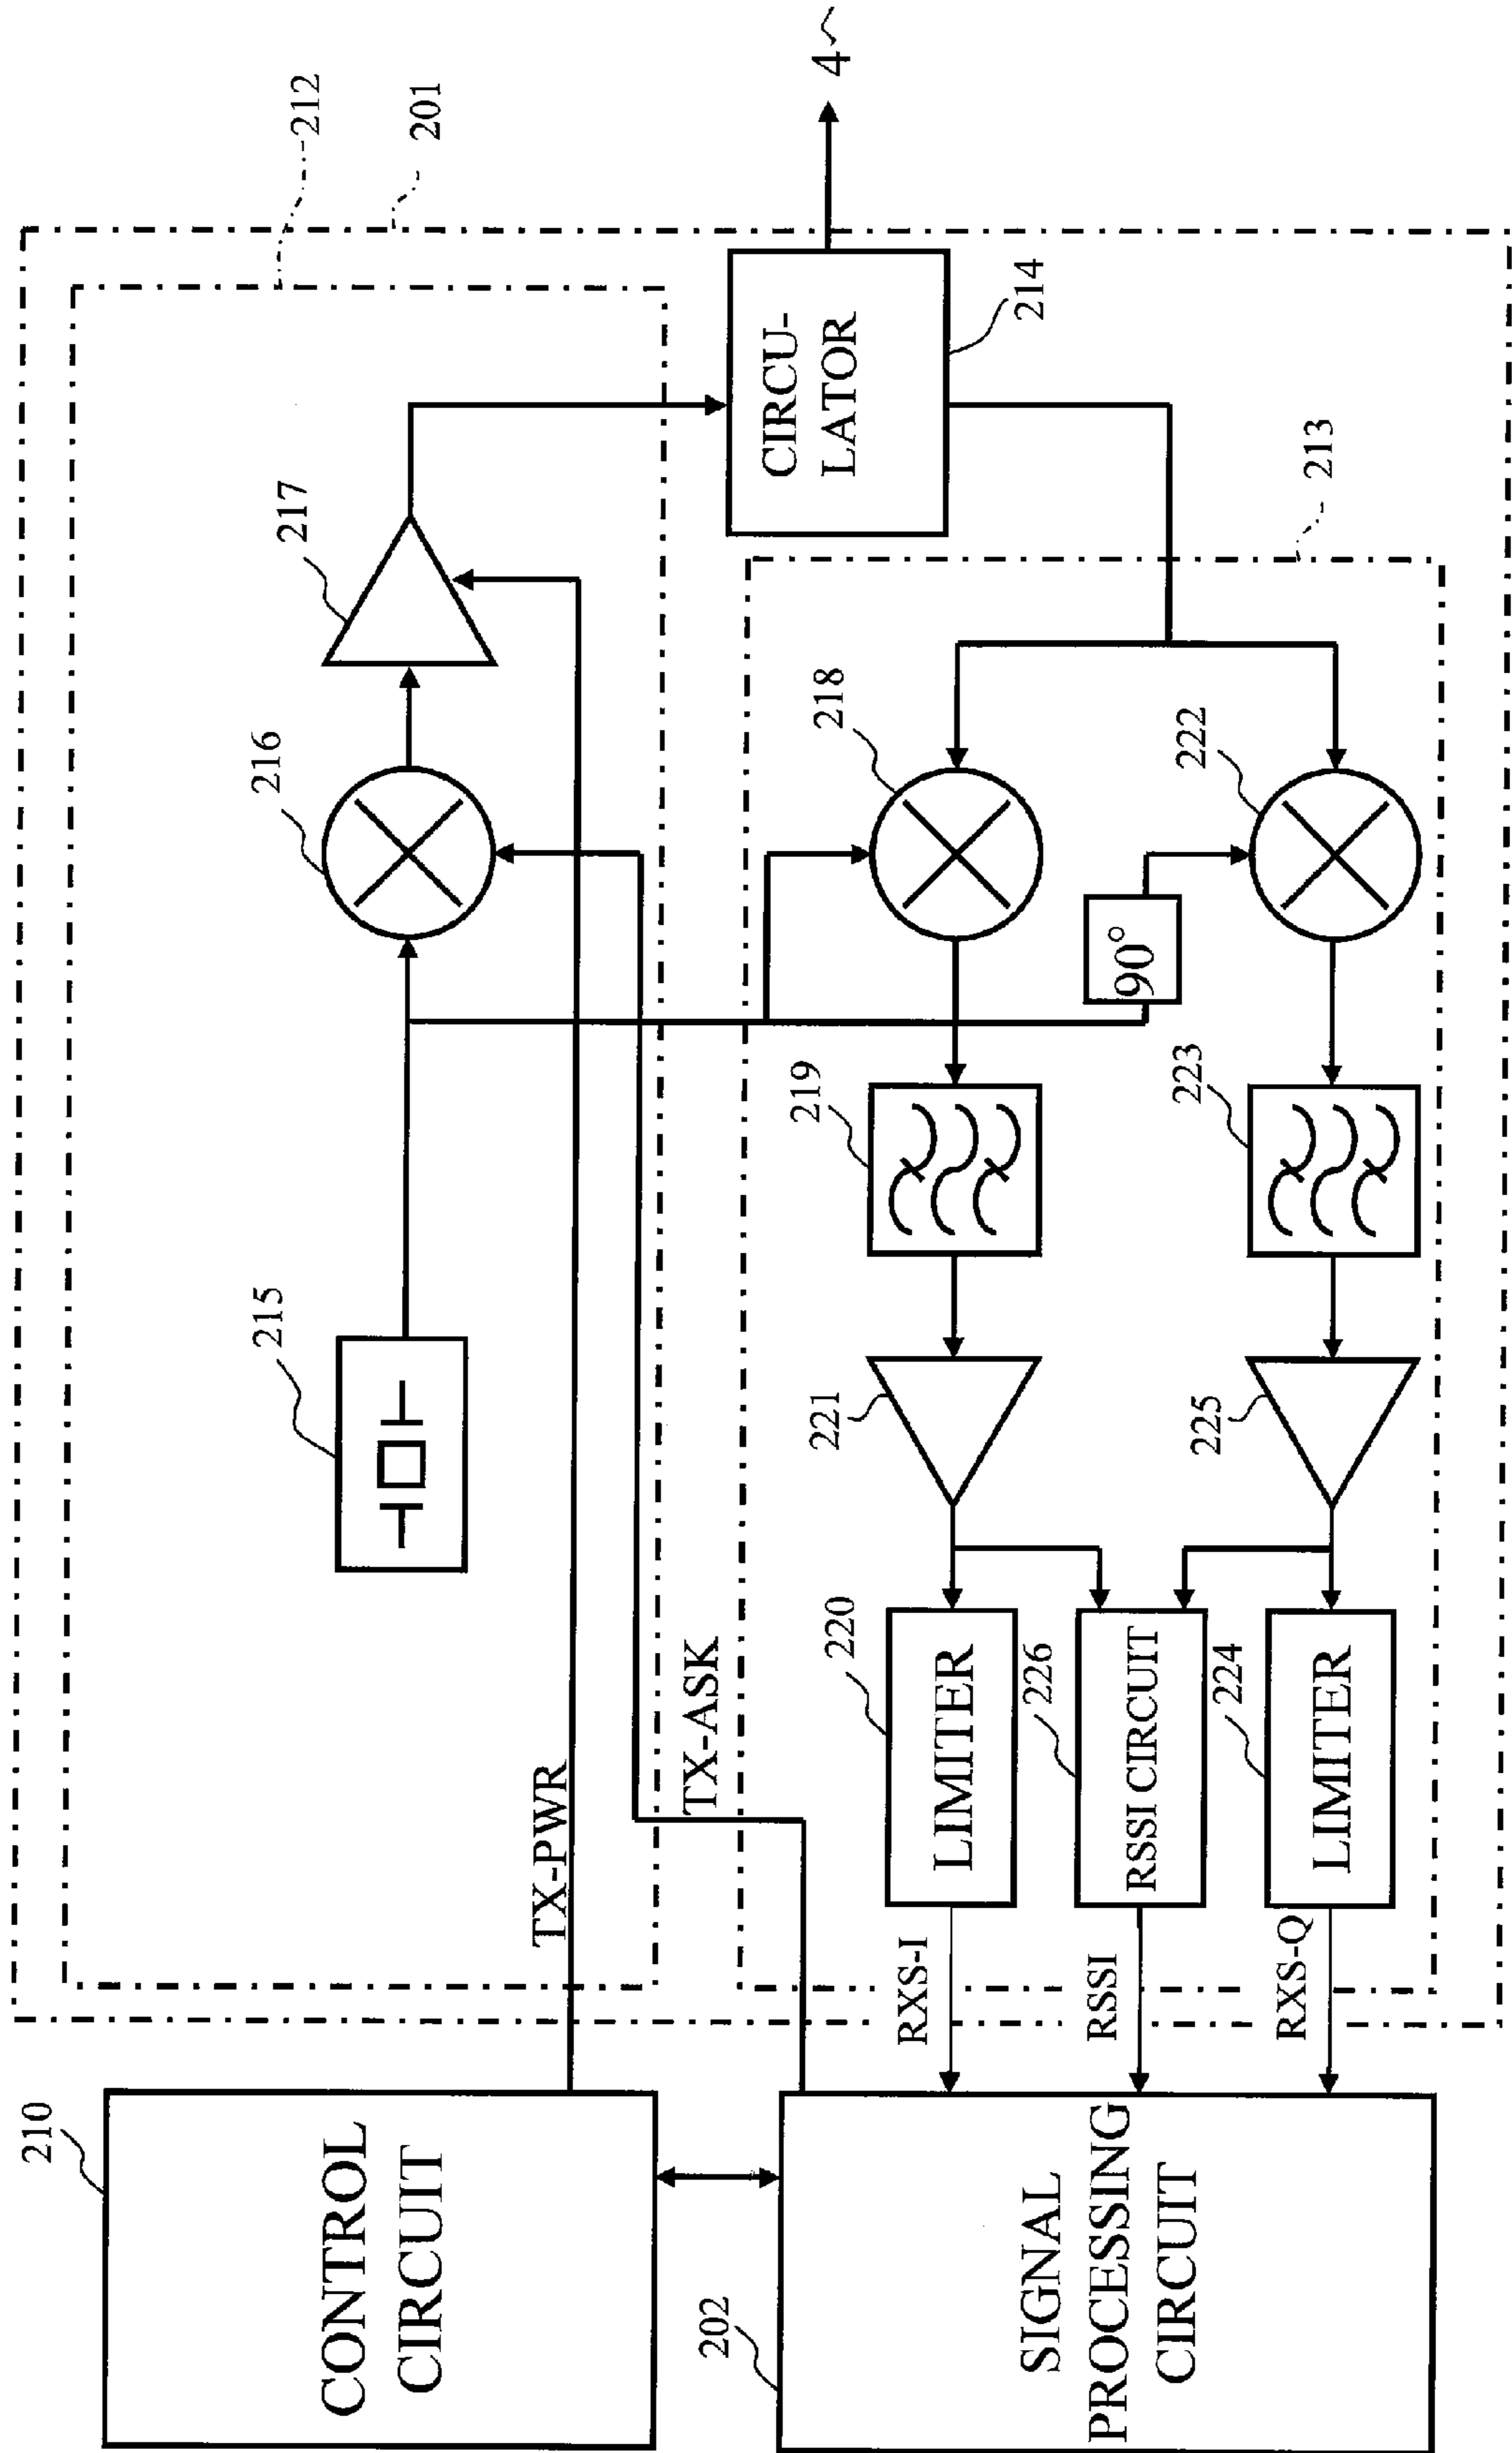 212
201
4
210
CONTROL
CIRCUIT
TX-PWR
TX-ASK
215
216
217
CIRCU-
LATOR
214
213
202
SIGNAL
PROCESSING
CIRCUIT
RXS-I
RSSI
RXS-Q
220
LIMITER
226
RSSI CIRCUIT
224
LIMITER
221
225
219
223
90°
218
222